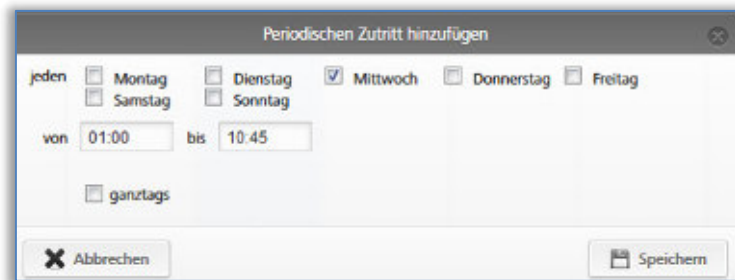 Periodischen Zutritt hinzufügen
jeden Montag Dienstag Mittwoch Donnerstag Freitag
Samstag Sonntag
von 01:00 bis 10:45
ganztags
Abbrechen Speichern